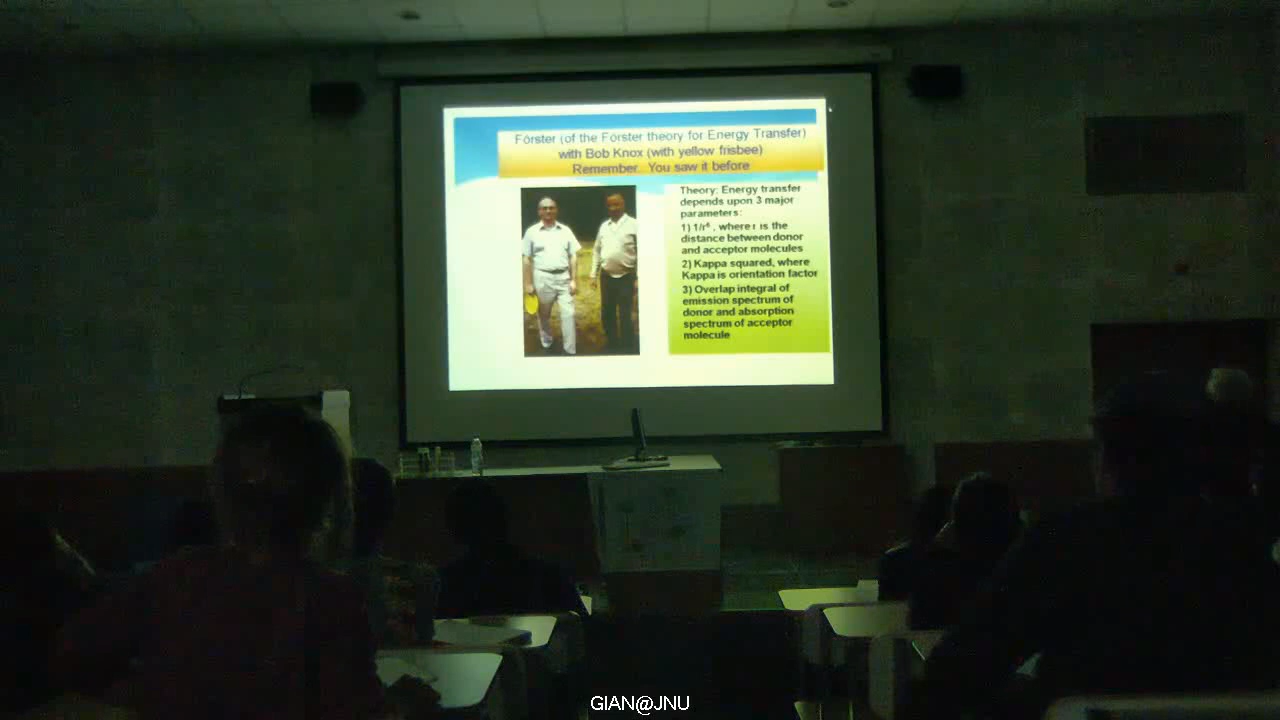 Förster (of the Förster theory for Energy Transfer)
with Bob Knox (with yellow frisbee)
Remember. You saw it before
Theory: Energy transfer
depends upon 3 major
parameters:
1) 1/r⁶ , where r is the
distance between donor
and acceptor molecules
2) Kappa squared, where
Kappa is orientation factor
3) Overlap integral of
emission spectrum of
donor and absorption
spectrum of acceptor
molecule
GIAN@JNU